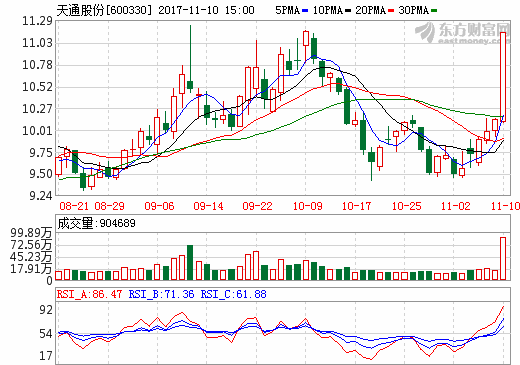 天通股份[600330] 2017-11-10 15:00 5PMA 10PMA 20PMA 30PMA
东方财富网
eastmoney.com
11.29
11.03
10.78
10.52
10.27
10.01
9.75
9.50
9.24
08-21 08-29 09-06 09-14 09-22 10-09 10-17 10-25 11-02 11-10
成交量:904689
99.89万
72.56万
45.23万
17.91万
0
RSI_A:86.47 RSI_B:71.36 RSI_C:61.88
92
54
17